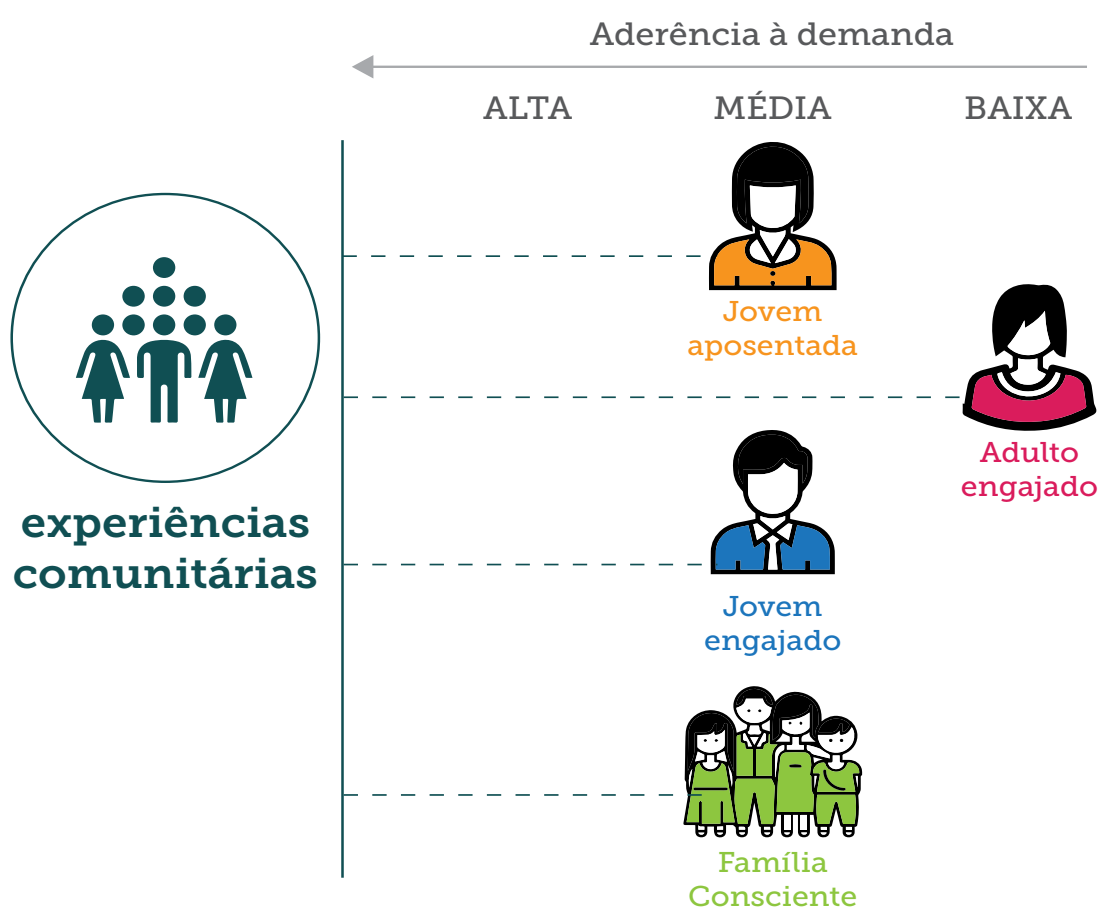 Aderência à demanda
ALTA
MÉDIA
BAIXA
Jovem
aposentada
Adulto
engajado
experiências
comunitárias
Jovem
engajado
Família
Consciente